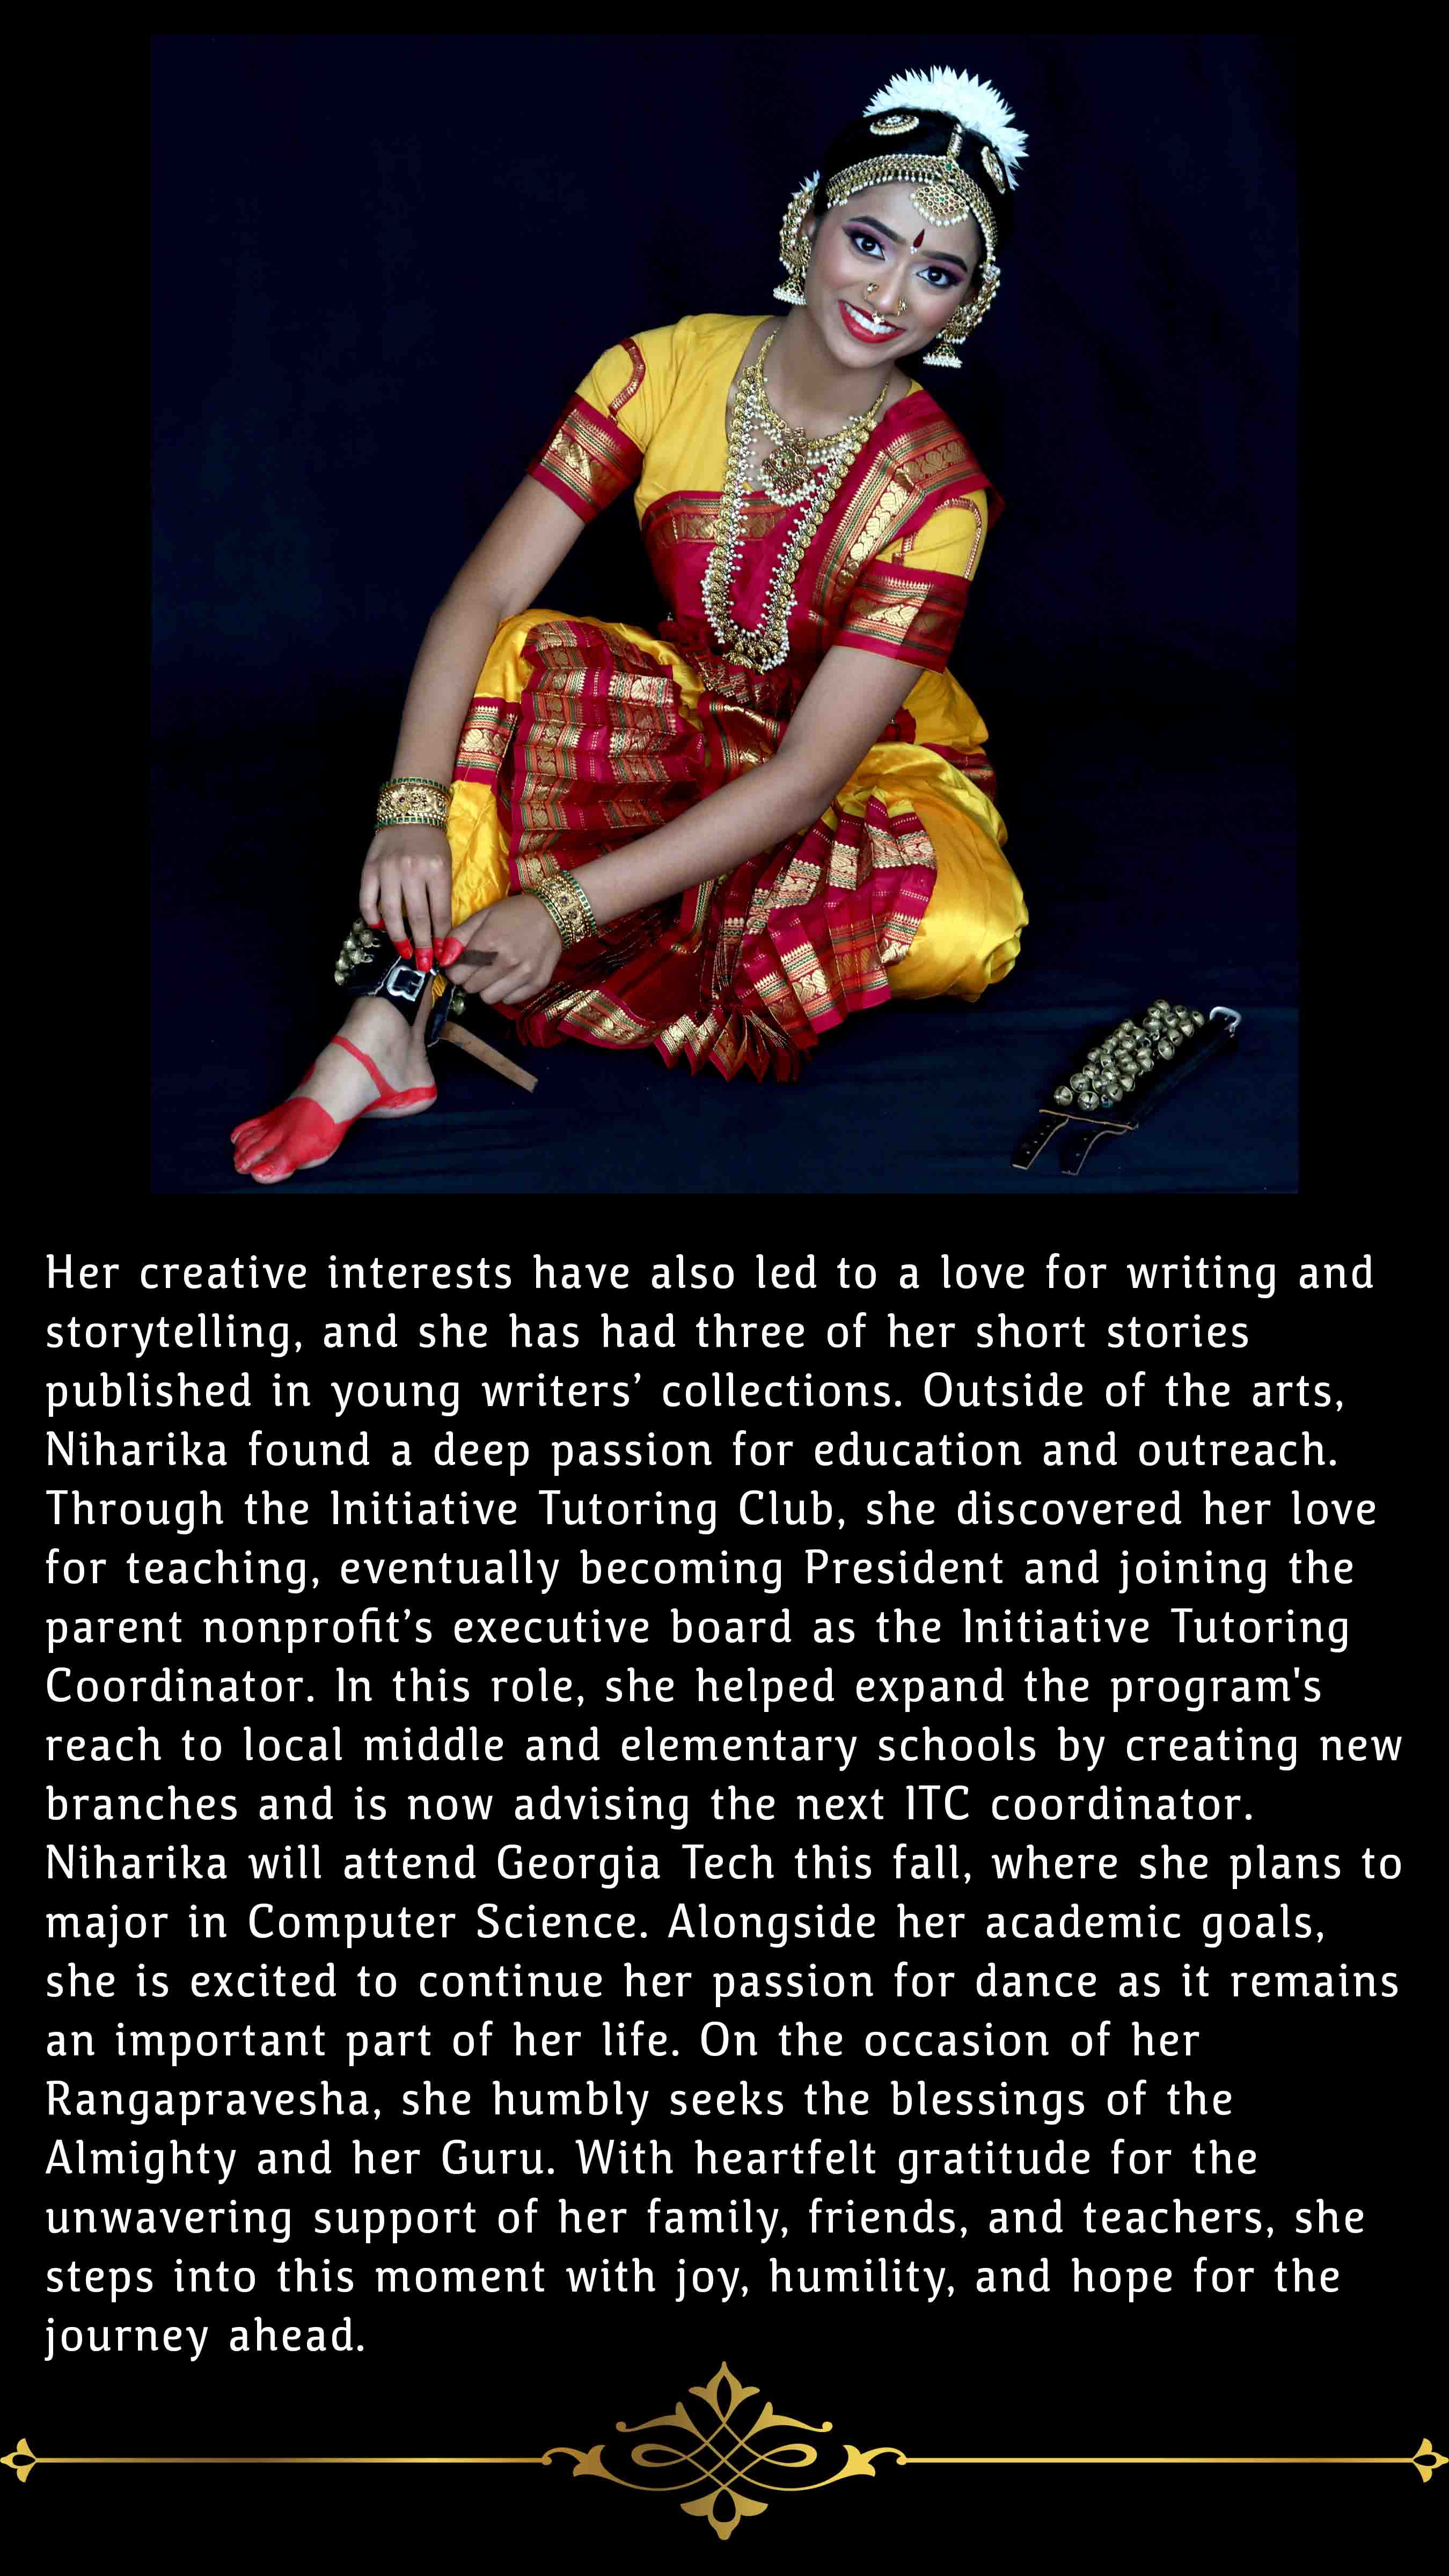 Her creative interests have also led to a love for writing and
storytelling, and she has had three of her short stories
published in young writers’ collections. Outside of the arts,
Niharika found a deep passion for education and outreach.
Through the Initiative Tutoring Club, she discovered her love
for teaching, eventually becoming President and joining the
parent nonprofit’s executive board as the Initiative Tutoring
Coordinator. In this role, she helped expand the program's
reach to local middle and elementary schools by creating new
branches and is now advising the next ITC coordinator.
Niharika will attend Georgia Tech this fall, where she plans to
major in Computer Science. Alongside her academic goals,
she is excited to continue her passion for dance as it remains
an important part of her life. On the occasion of her
Rangapravesha, she humbly seeks the blessings of the
Almighty and her Guru. With heartfelt gratitude for the
unwavering support of her family, friends, and teachers, she
steps into this moment with joy, humility, and hope for the
journey ahead.